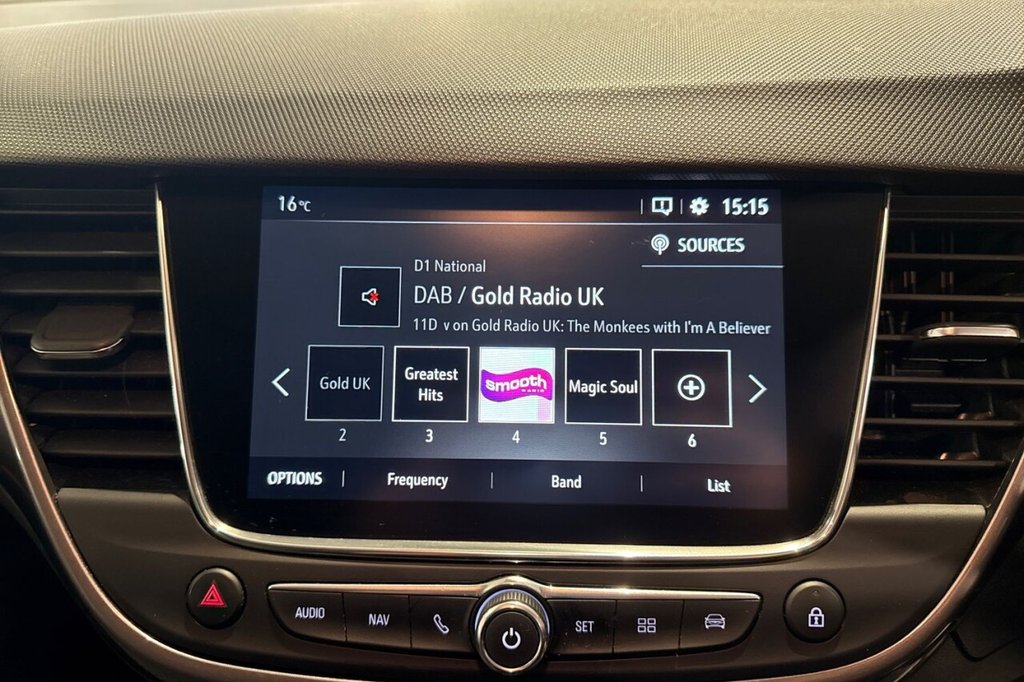 16°C
15:15
SOURCES
D1 National
DAB / Gold Radio UK
11D v on Gold Radio UK: The Monkees with I'm A Believer
Gold UK
Greatest
Hits
smooth
RADIO
Magic Soul
2 3 4 5 6
OPTIONS Frequency Band List
AUDIO NAV SET